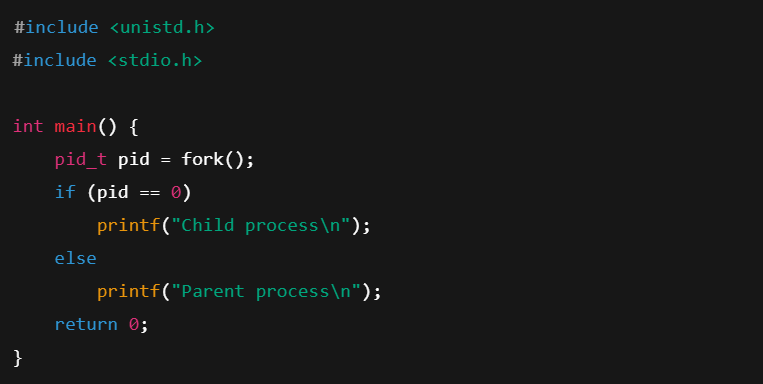 #include <unistd.h>
#include <stdio.h>
int main() {
pid_t pid = fork();
if (pid == 0)
printf("Child process\n");
else
printf("Parent process\n");
return 0;
}